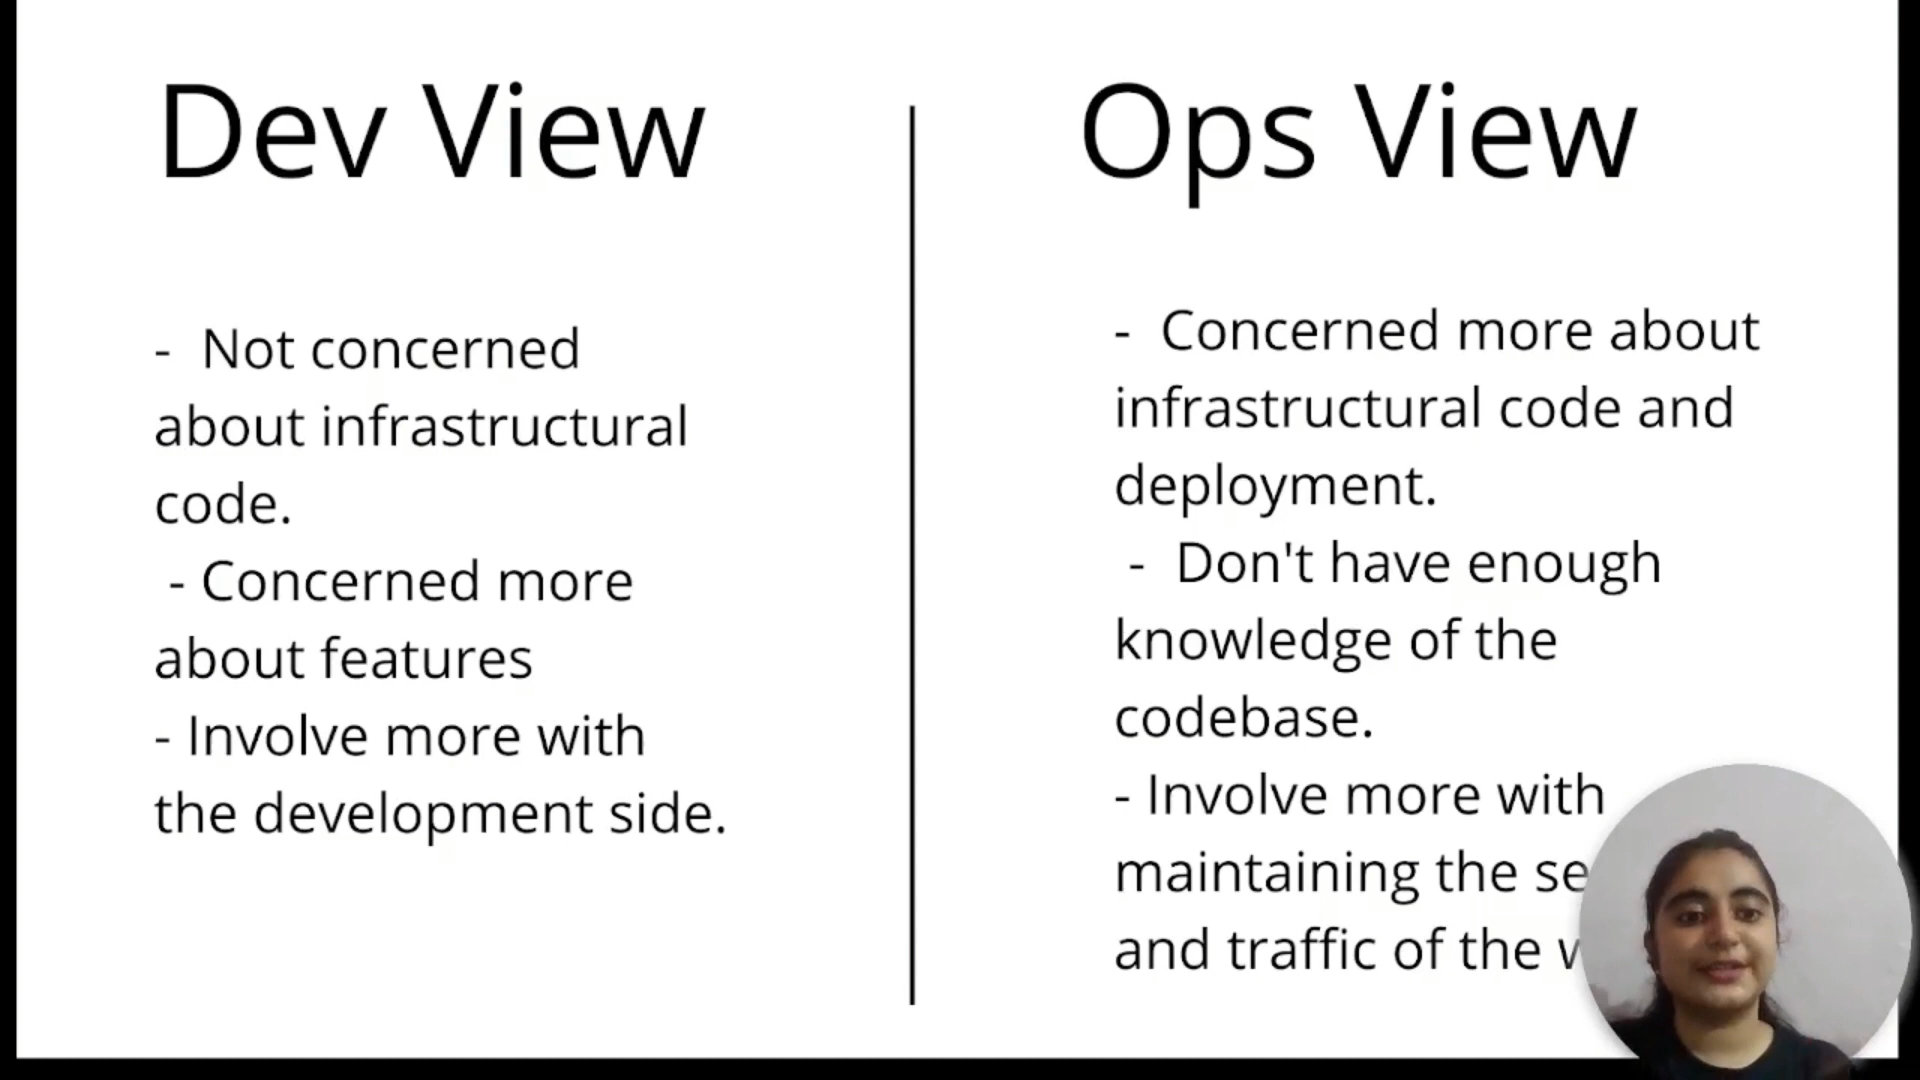 Dev View
-  Not concerned
about infrastructural
code.
- Concerned more
about features
- Involve more with
the development side.
Ops View
-  Concerned more about
infrastructural code and
deployment.
-  Don't have enough
knowledge of the
codebase.
- Involve more with
maintaining the
and traffic of the